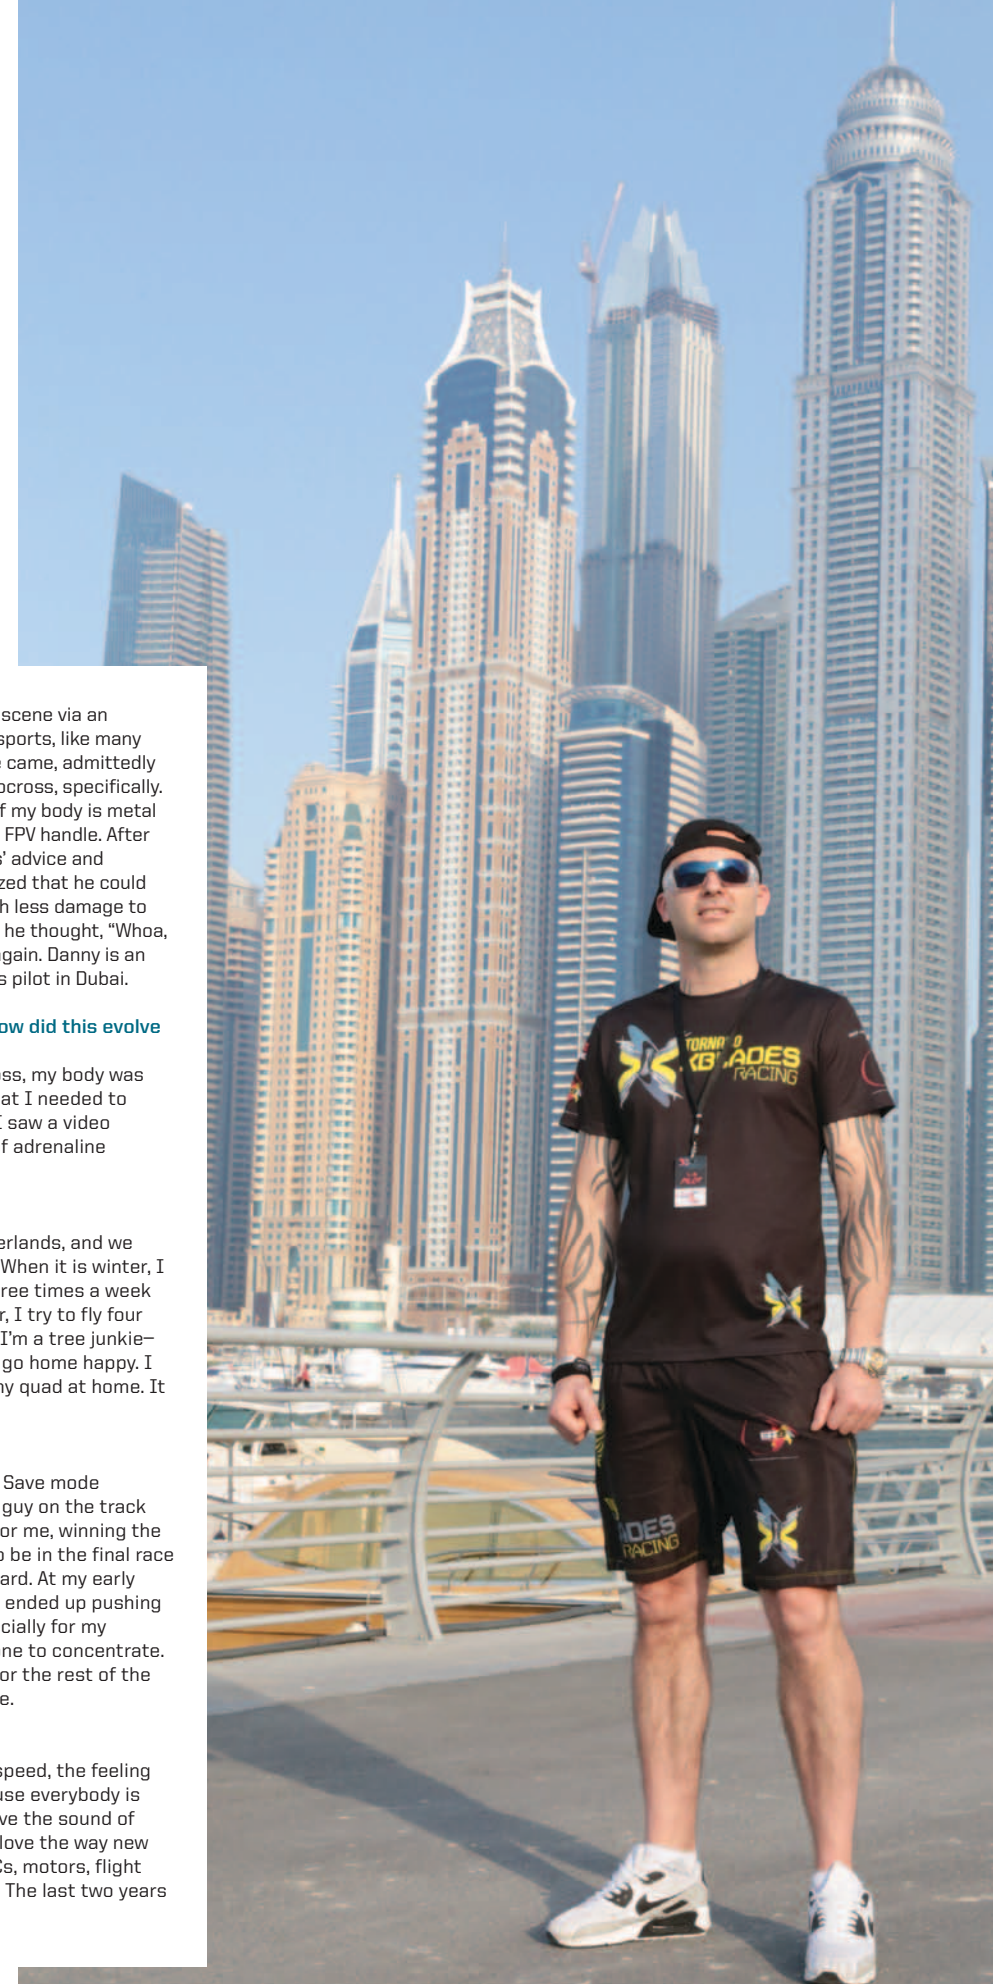 scene via an
sports, like many
e came, admittedly
ocross, specifically.
f my body is metal
FPV handle. After
s’ advice and
zed that he could
h less damage to
he thought, “Whoa,
gain. Danny is an
s pilot in Dubai.
ow did this evolve
oss, my body was
at I needed to
I saw a video
f adrenaline
erlands, and we
When it is winter, I
ree times a week
r, I try to fly four
I’m a tree junkie—
go home happy. I
ny quad at home. It
Save mode
guy on the track
or me, winning the
o be in the final race
ard. At my early
ended up pushing
cially for my
one to concentrate.
or the rest of the
e.
speed, the feeling
use everybody is
ve the sound of
love the way new
Cs, motors, flight
The last two years
TORNADO
XBLADES
RACING
PILOT
ADES
RACING